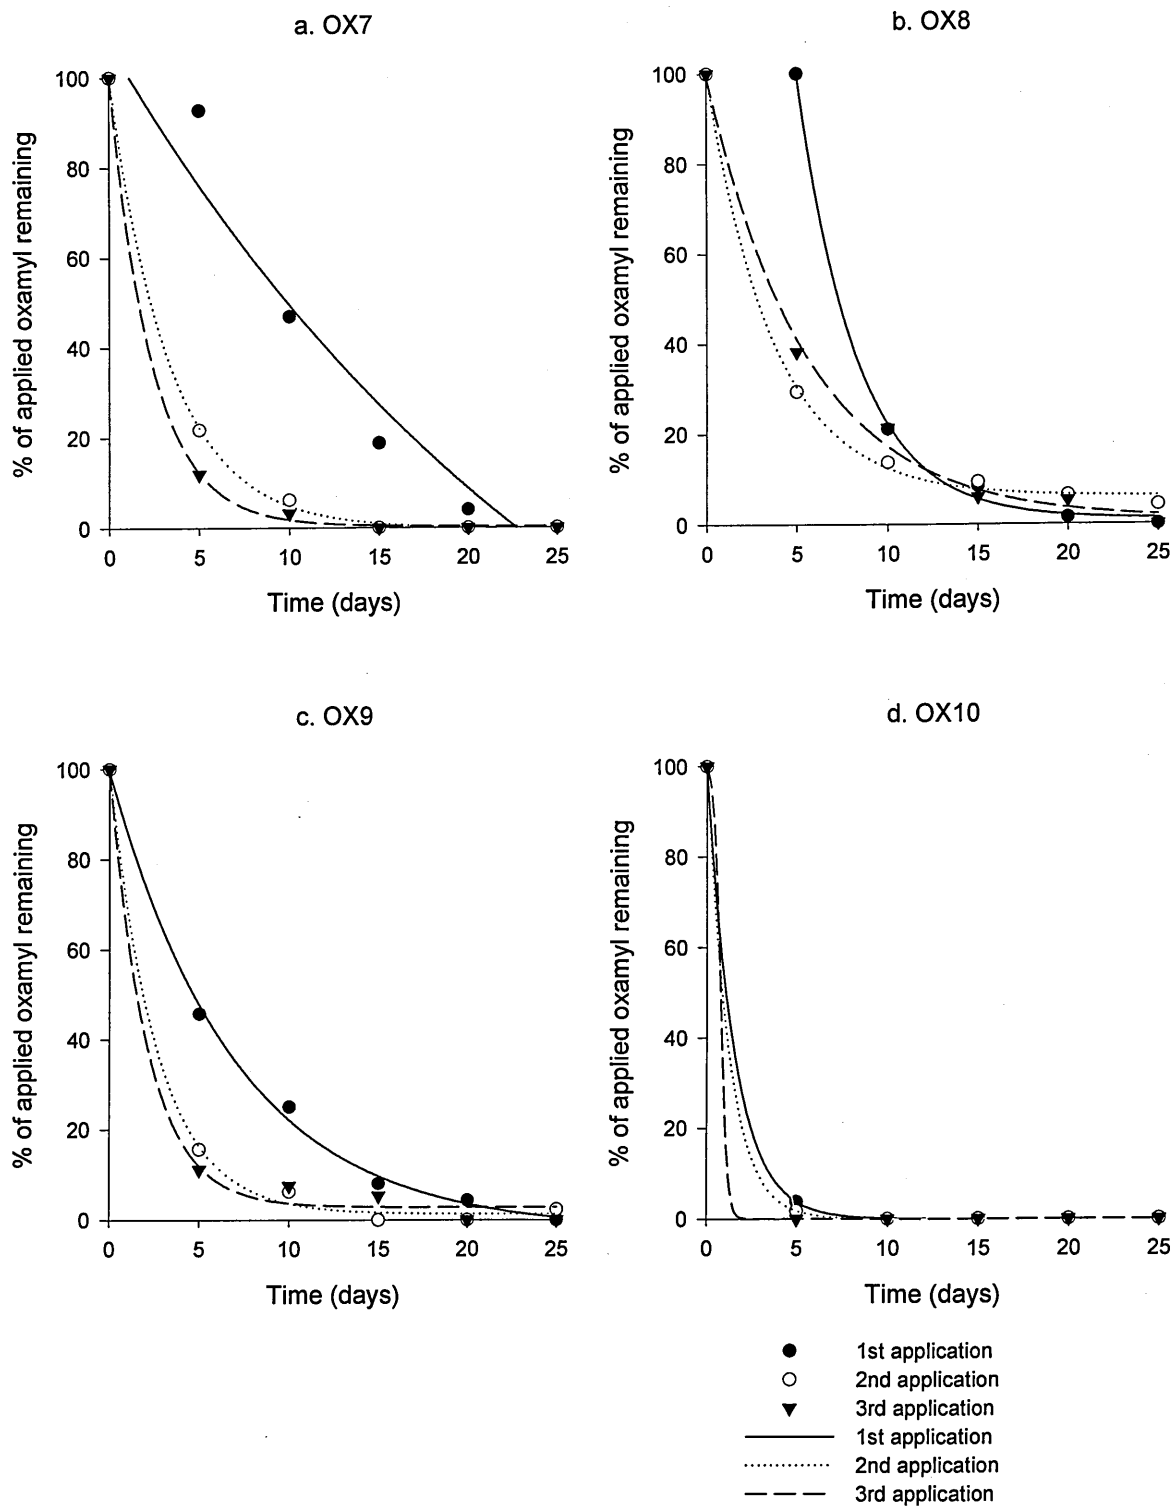 a. OX7
% of applied oxamyl remaining
100
80
60
40
20
0
0 5 10 15 20 25
Time (days)
b. OX8
% of applied oxamyl remaining
100
80
60
40
20
0
0 5 10 15 20 25
Time (days)
c. OX9
% of applied oxamyl remaining
100
80
60
40
20
0
0 5 10 15 20 25
Time (days)
d. OX10
% of applied oxamyl remaining
100
80
60
40
20
0
0 5 10 15 20 25
Time (days)
1st application
2nd application
3rd application
1st application
2nd application
3rd application